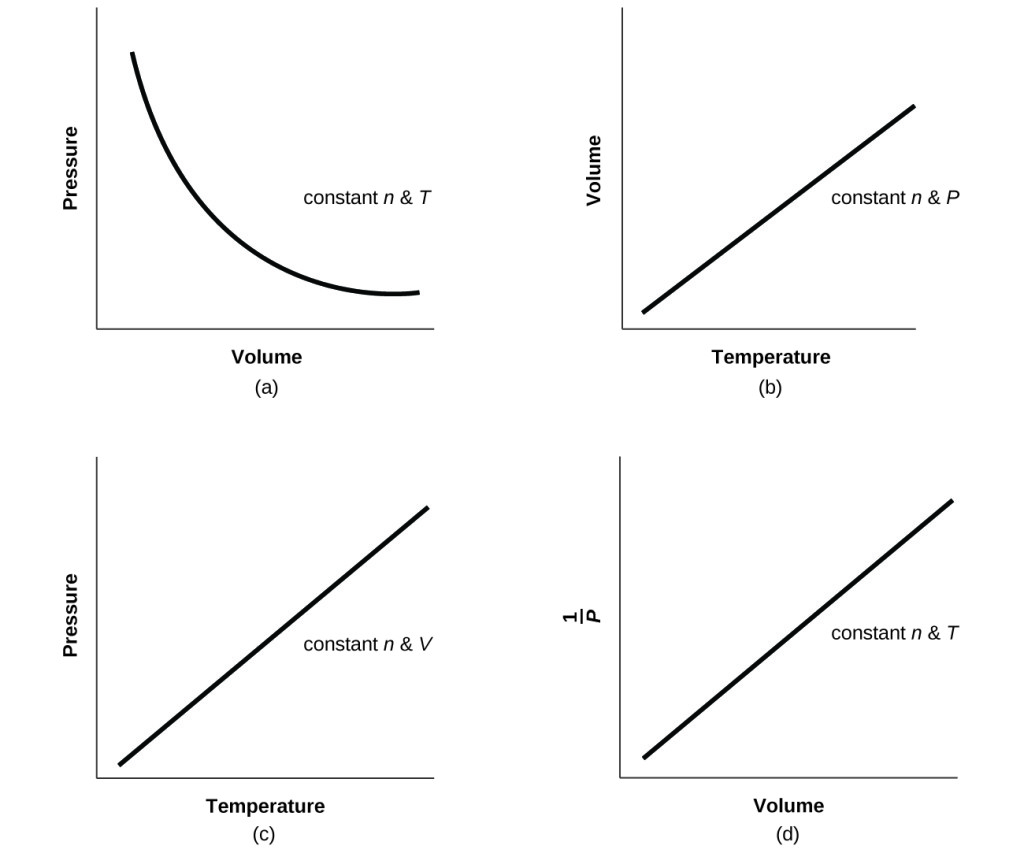 Pressure
constant n & T
Volume
(a)
Volume
constant n & P
Temperature
(b)
Pressure
constant n & V
Temperature
(c)
1
P
constant n & T
Volume
(d)